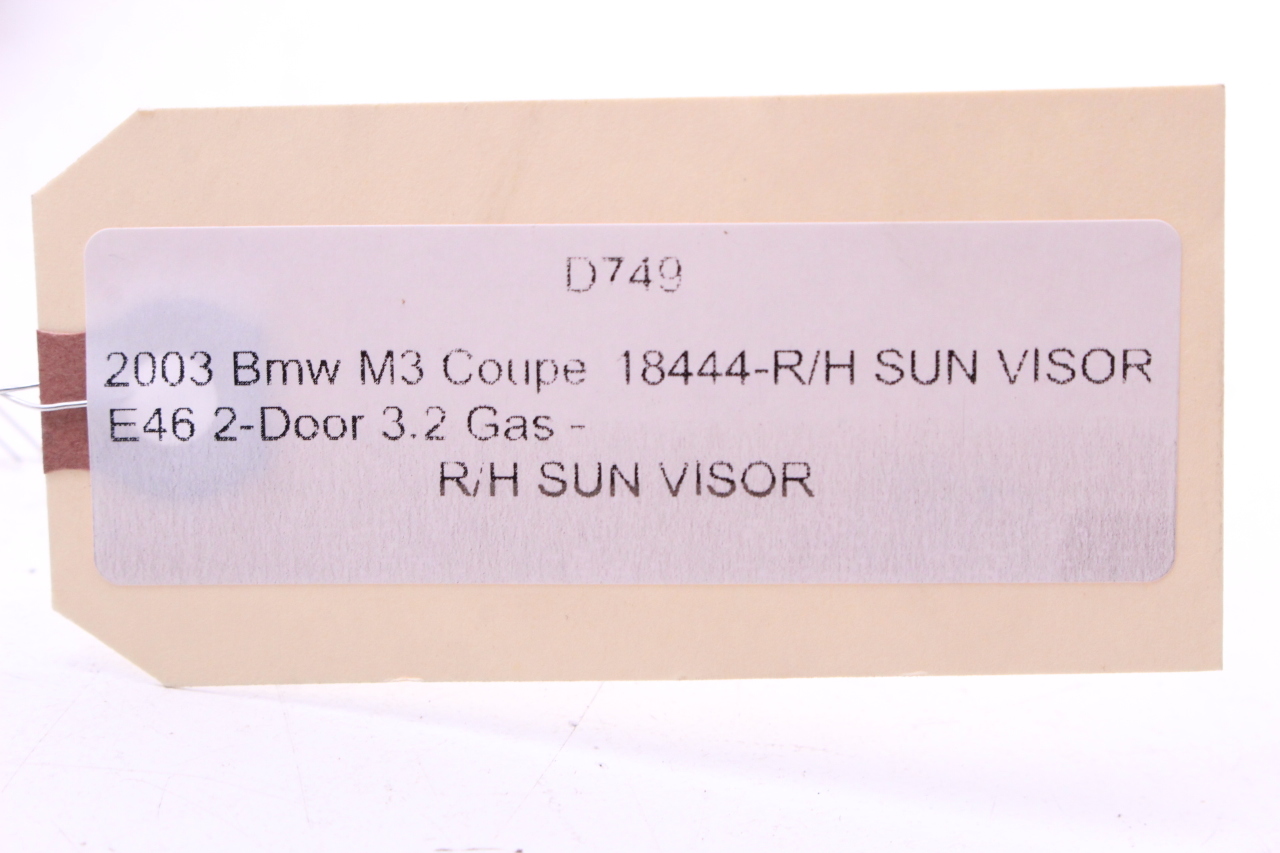 D749
2003 Bmw M3 Coupe 18444-R/H SUN VISOR
E46 2-Door 3.2 Gas -
R/H SUN VISOR